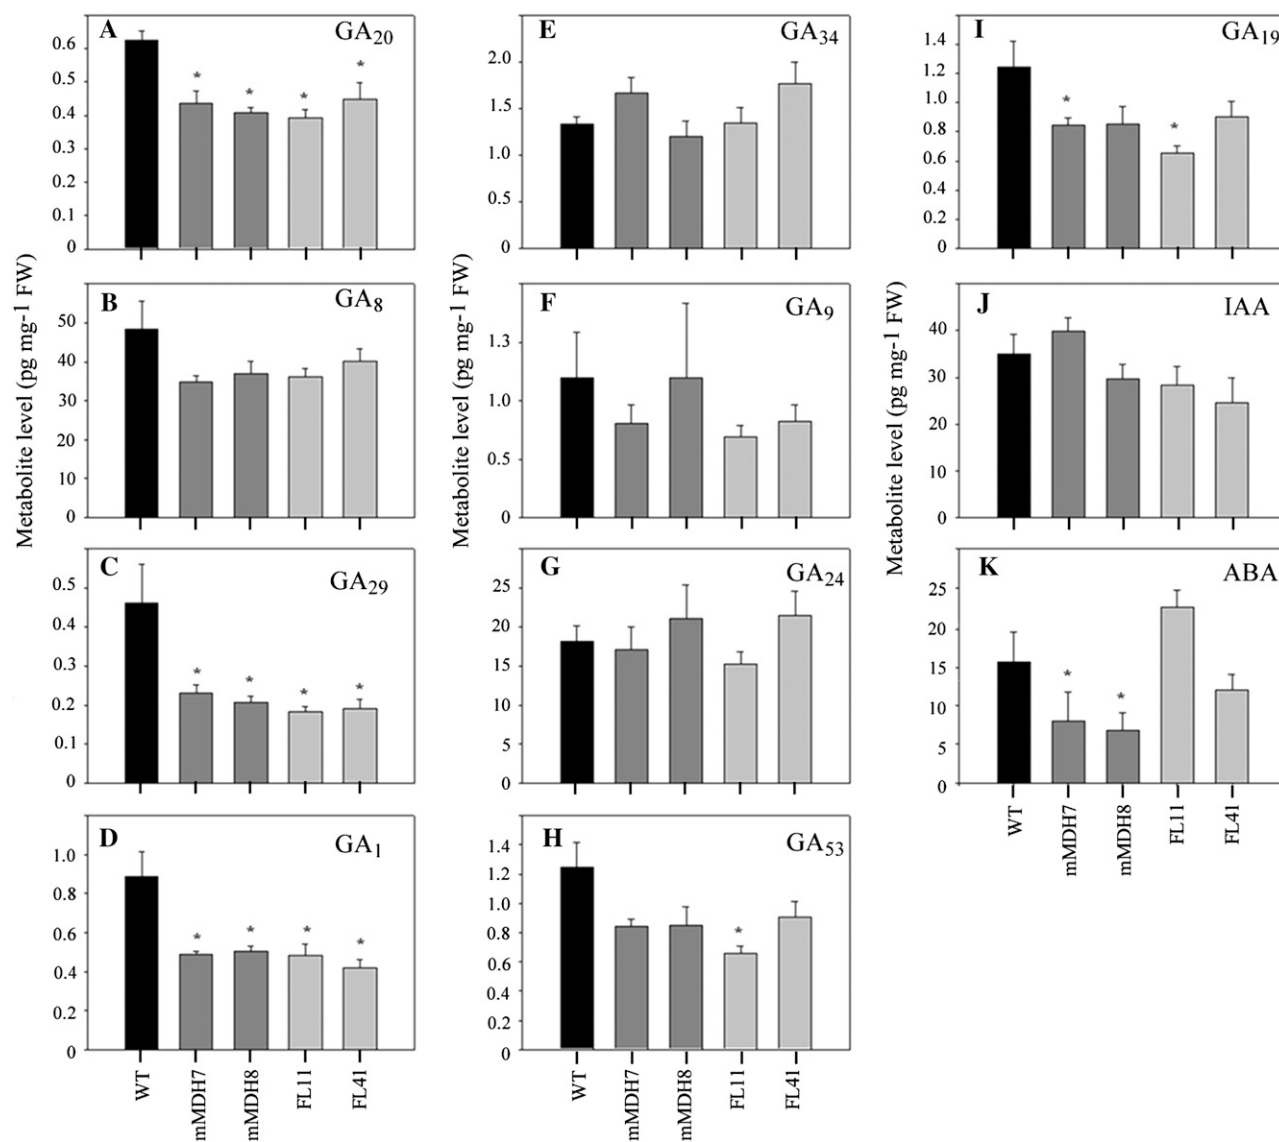 Metabolite level (pg mg-1 FW)
A
GA20
0.6
0.5
0.4
0.3
0.2
0.1
0
*
*
*
*
B
GA8
50
40
30
20
10
0
C
GA29
0.5
0.4
0.3
0.2
0.1
0
*
*
*
*
D
GA1
1.0
0.8
0.6
0.4
0.2
0
*
*
*
*
WT
mMDH7
mMDH8
FL11
FL41
Metabolite level (pg mg-1 FW)
E
GA34
2.0
1.5
1.0
0.5
0
F
GA9
1.3
1.0
0.5
0
G
GA24
25
20
15
10
5
0
H
GA53
1.4
1.2
1.0
0.8
0.6
0.4
0.2
0
*
WT
mMDH7
mMDH8
FL11
FL41
Metabolite level (pg mg-1 FW)
I
GA19
1.4
1.2
1.0
0.8
0.6
0.4
0.2
0
*
*
J
IAA
40
30
20
10
0
K
ABA
25
20
15
10
5
0
*
*
WT
mMDH7
mMDH8
FL11
FL41